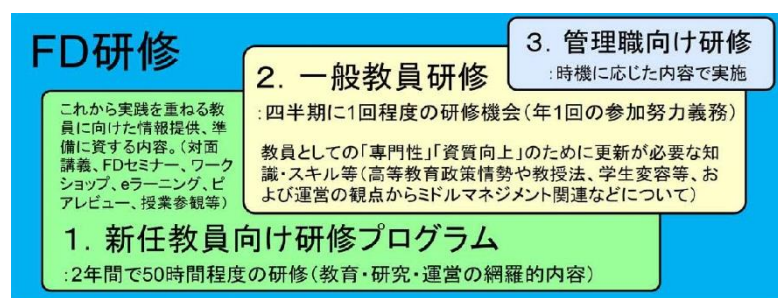 FD研修
3．管理職向け研修
：時機に応じた内容で実施
2．一般教員研修
：四半期に1回程度の研修機会（年1回の参加努力義務）
教員としての「専門性」「資質向上」のために更新が必要な知
識・スキル等（高等教育政策情勢や教授法、学生変容等、お
よび運営の観点からミドルマネジメント関連などについて）
これから実践を重ねる教
員に向けた情報提供、準
備に資する内容。（対面
講義、FDセミナー、ワーク
ショップ、eラーニング、ピ
アレビュー、授業参観等）
1．新任教員向け研修プログラム
：2年間で50時間程度の研修（教育・研究・運営の網羅的内容）